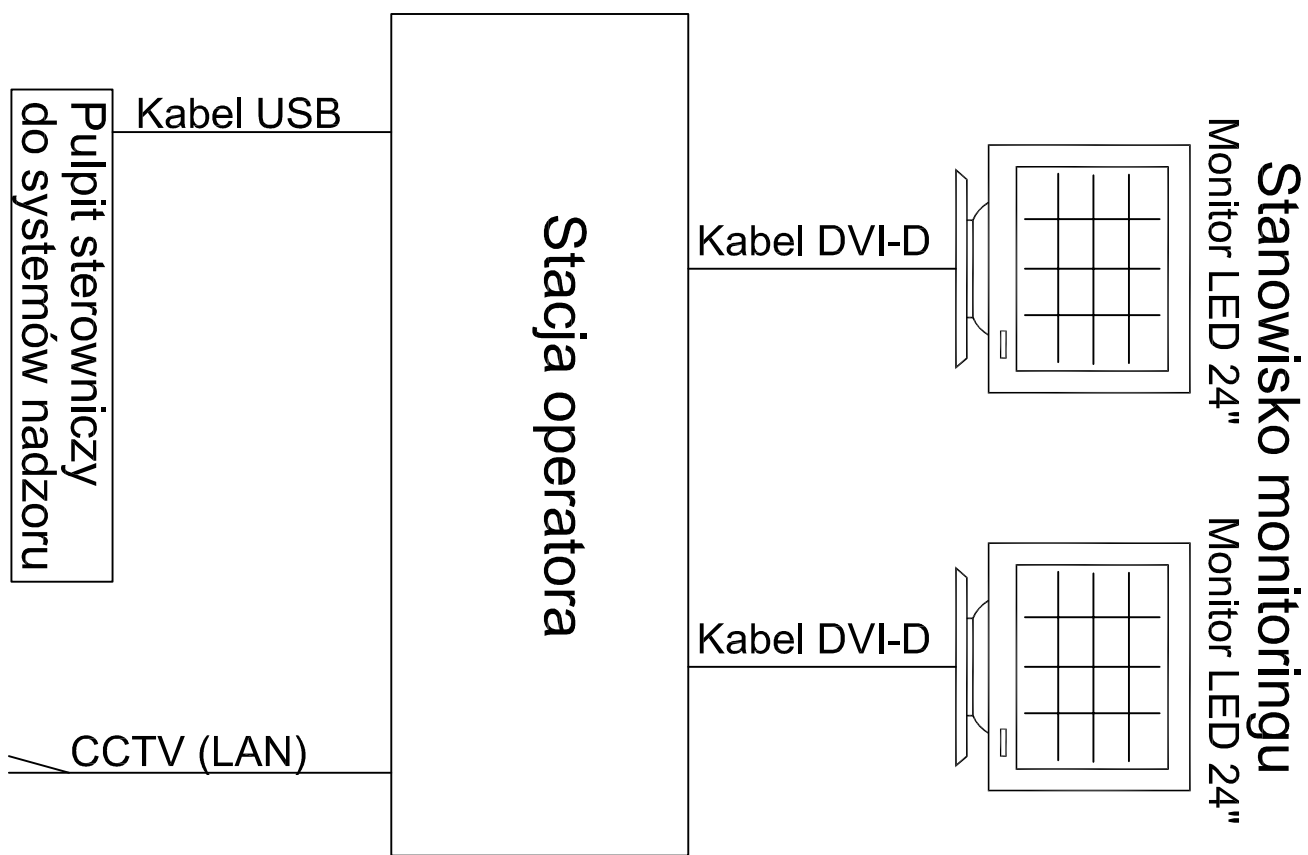 Stanowisko monitoringu
Monitor LED 24"
Monitor LED 24"
Kabel DVI-D
Kabel DVI-D
Stacja operatora
Kabel USB
CCTV (LAN)
Pulpit sterowniczy
do systemów nadzoru